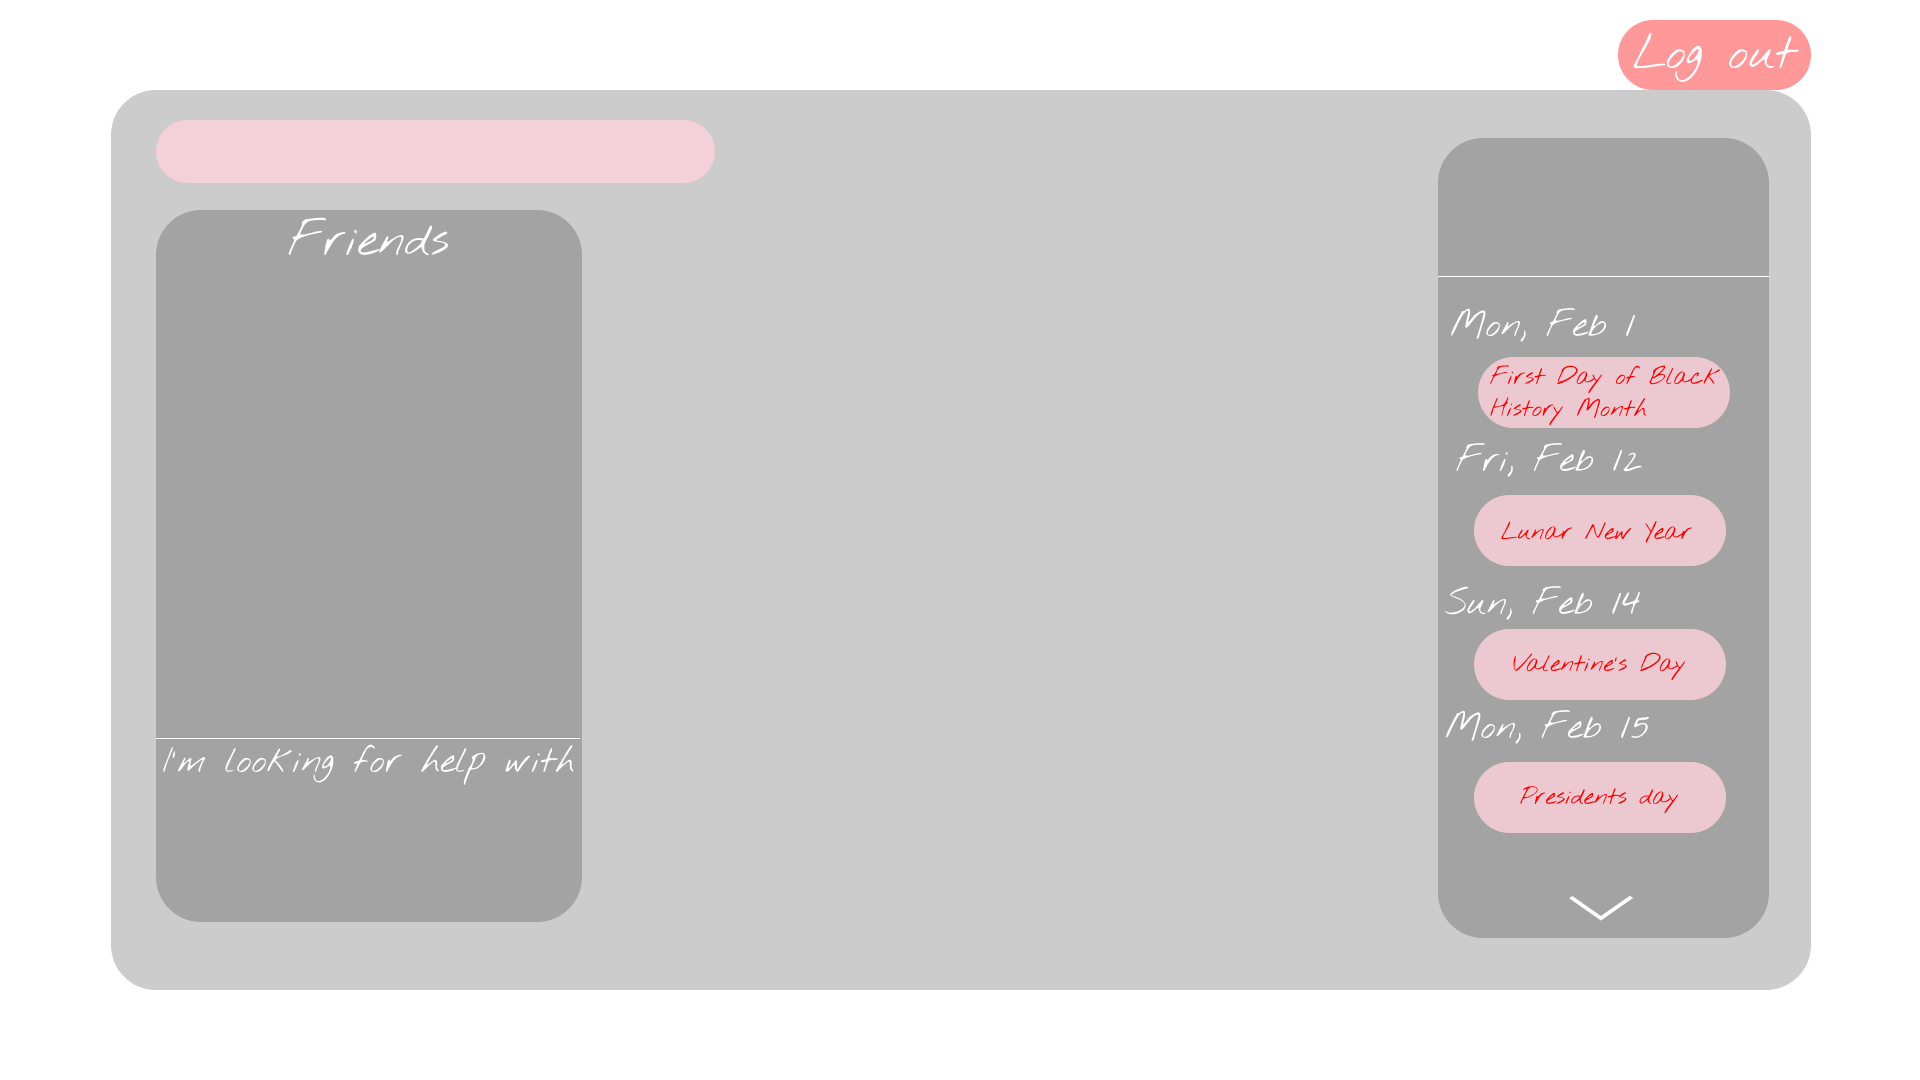 Log out
Friends
I'm looking for help with
Mon, Feb 1
First Day of Black
History Month
Fri, Feb 12
Lunar New Year
Sun, Feb 14
Valentine's Day
Mon, Feb 15
Presidents day